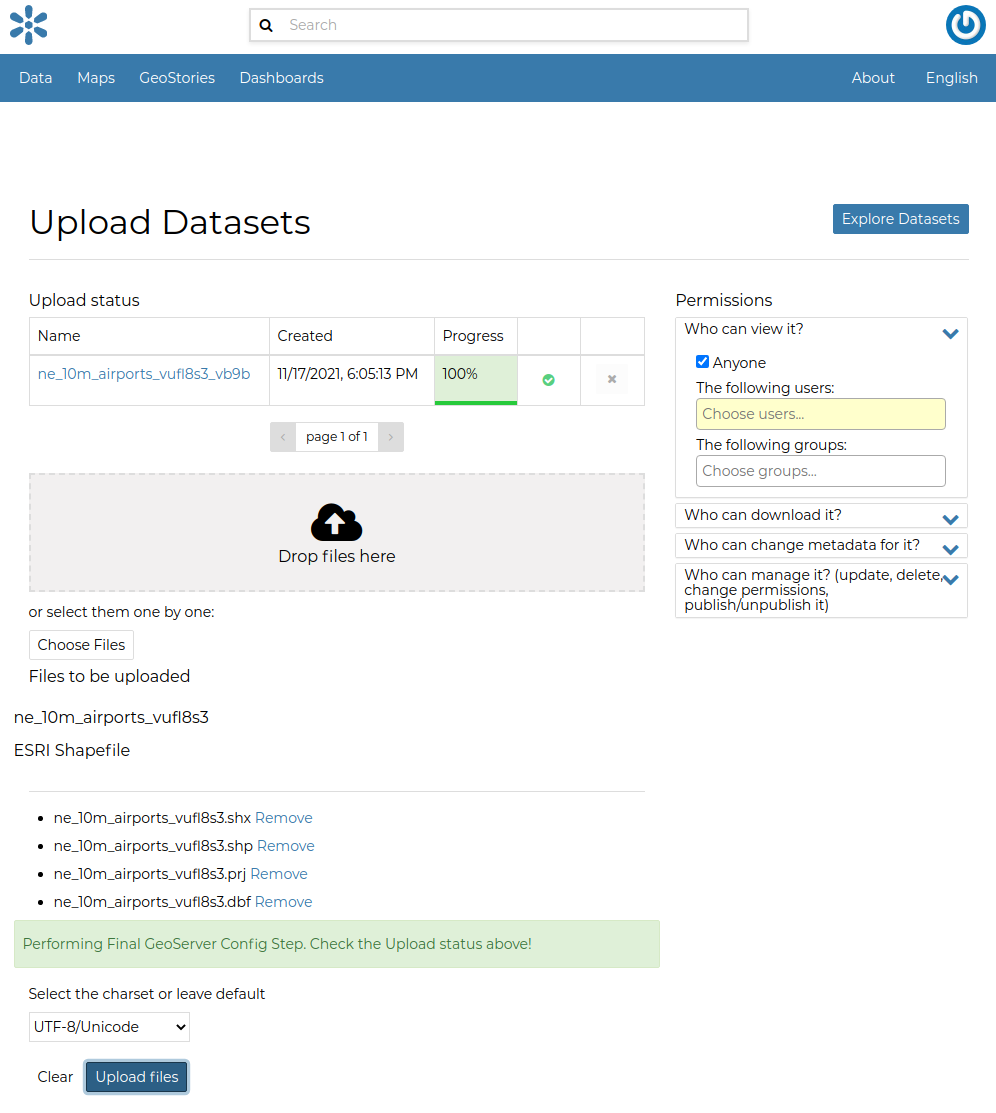 Search
Data Maps GeoStories Dashboards About English
Upload Datasets
Explore Datasets
Upload status
Name Created Progress
ne_10m_airports_vufl8s3_vb9b 11/17/2021, 6:05:13 PM 100%
page 1 of 1
Drop files here
or select them one by one:
Choose Files
Files to be uploaded
ne_10m_airports_vufl8s3
ESRI Shapefile
ne_10m_airports_vufl8s3.shx Remove
ne_10m_airports_vufl8s3.shp Remove
ne_10m_airports_vufl8s3.prj Remove
ne_10m_airports_vufl8s3.dbf Remove
Performing Final GeoServer Config Step. Check the Upload status above!
Select the charset or leave default
UTF-8/Unicode
Clear Upload files
Permissions
Who can view it?
Anyone
The following users:
Choose users...
The following groups:
Choose groups...
Who can download it?
Who can change metadata for it?
Who can manage it? (update, delete,
change permissions,
publish/unpublish it)